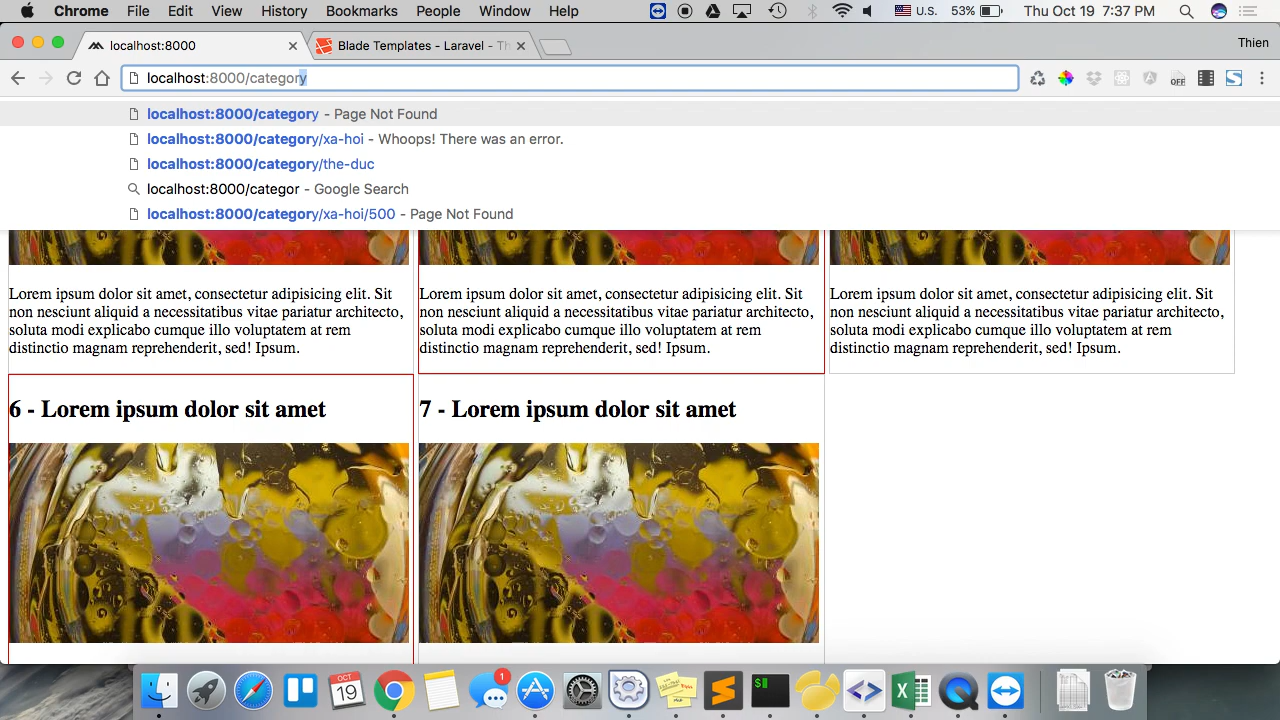 Chrome File Edit View History Bookmarks People Window Help U.S. 53% Thu Oct 19 7:37 PM
localhost:8000 Blade Templates - Laravel - Th Thien
localhost:8000/category OFF
localhost:8000/category - Page Not Found
localhost:8000/category/xa-hoi - Whoops! There was an error.
localhost:8000/category/the-duc
localhost:8000/categor - Google Search
localhost:8000/category/xa-hoi/500 - Page Not Found
Lorem ipsum dolor sit amet, consectetur adipisicing elit. Sit
non nesciunt aliquid a necessitatibus vitae pariatur architecto,
soluta modi explicabo cumque illo voluptatem at rem
distinctio magnam reprehenderit, sed! Ipsum.
Lorem ipsum dolor sit amet, consectetur adipisicing elit. Sit
non nesciunt aliquid a necessitatibus vitae pariatur architecto,
soluta modi explicabo cumque illo voluptatem at rem
distinctio magnam reprehenderit, sed! Ipsum.
Lorem ipsum dolor sit amet, consectetur adipisicing elit. Sit
non nesciunt aliquid a necessitatibus vitae pariatur architecto,
soluta modi explicabo cumque illo voluptatem at rem
distinctio magnam reprehenderit, sed! Ipsum.
6 - Lorem ipsum dolor sit amet
7 - Lorem ipsum dolor sit amet
OCT
19
1
$